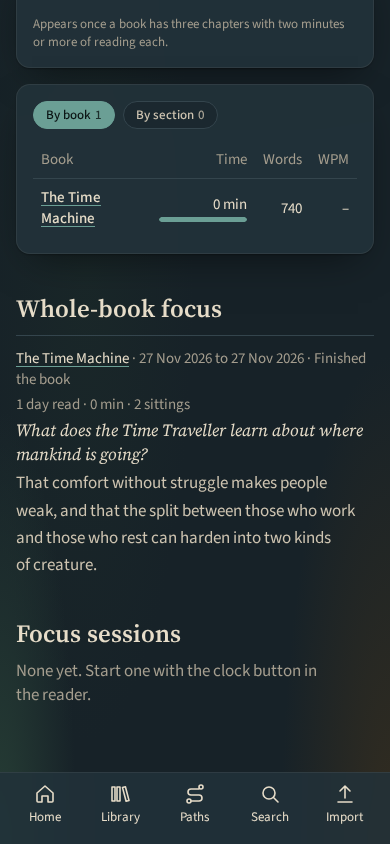 Appears once a book has three chapters with two minutes
or more of reading each.
By book 1 By section 0
Book Time Words WPM
The Time
Machine 0 min 740 –
Whole-book focus
The Time Machine · 27 Nov 2026 to 27 Nov 2026 · Finished
the book
1 day read · 0 min · 2 sittings
What does the Time Traveller learn about where
mankind is going?
That comfort without struggle makes people
weak, and that the split between those who work
and those who rest can harden into two kinds
of creature.
Focus sessions
None yet. Start one with the clock button in
the reader.
Home Library Paths Search Import